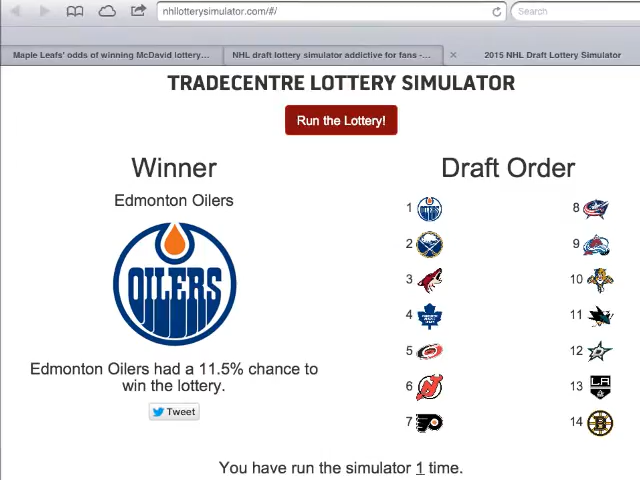 nhllotterysimulator.com/#/
Search
Maple Leafs' odds of winning McDavid lottery...
NHL draft lottery simulator addictive for fans -...
2015 NHL Draft Lottery Simulator
TRADECENTRE LOTTERY SIMULATOR
Run the Lottery!
Winner
Edmonton Oilers
OILERS
Edmonton Oilers had a 11.5% chance to
win the lottery.
Tweet
Draft Order
1
2
3
4
5
6
7
8
9
10
11
12
13
LA
14
B
You have run the simulator 1 time.